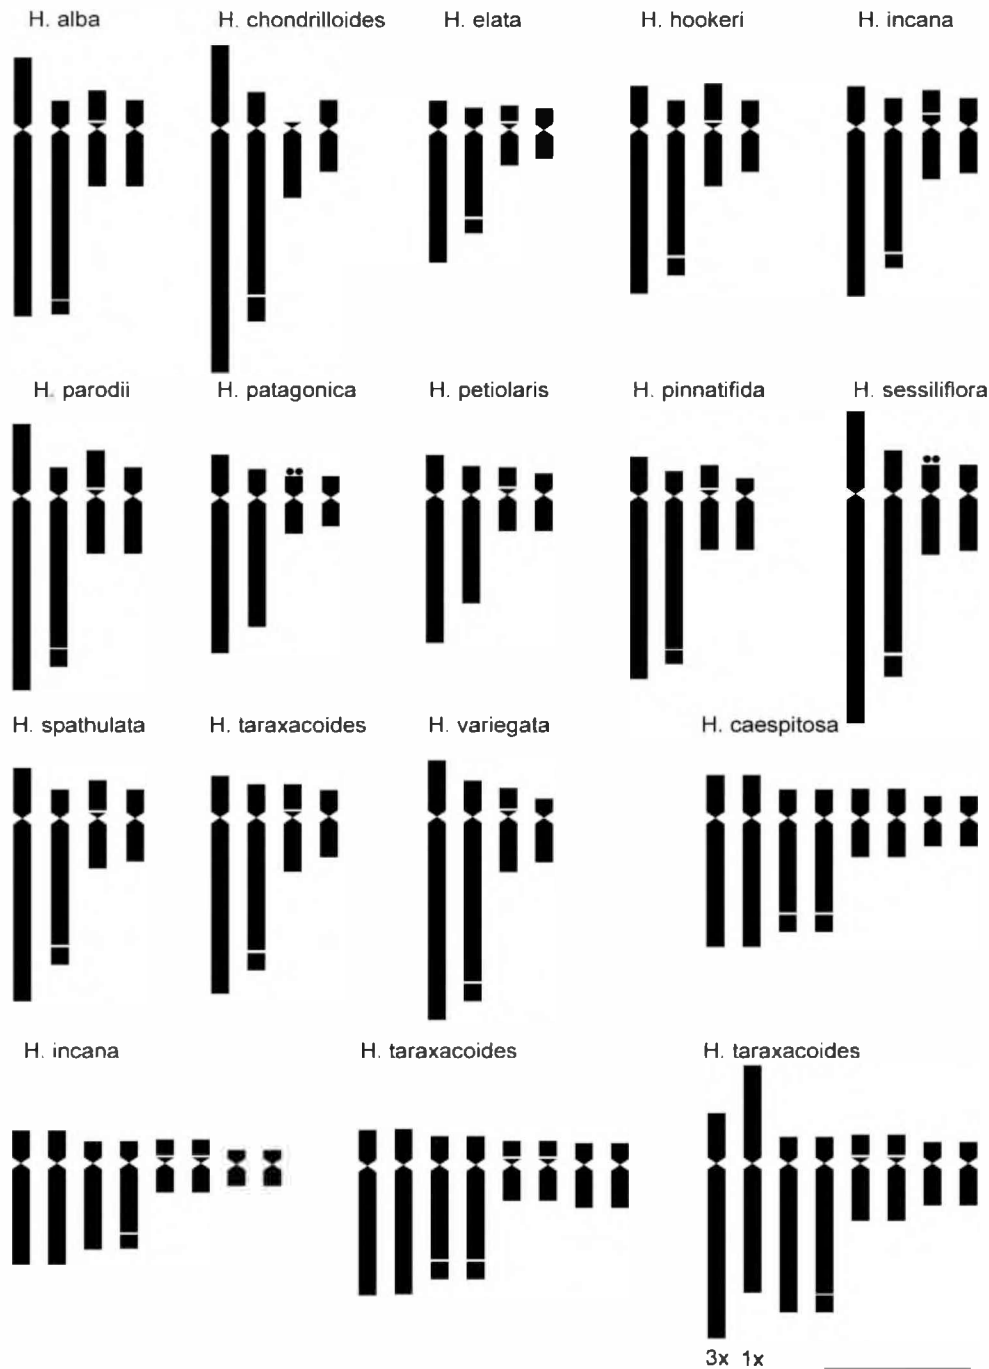 H. alba H. chondrilloides H. elata H. hookeri H. incana
H. parodii H. patagonica H. petiolaris H. pinnatifida H. sessiliflora
H. spathulata H. taraxacoides H. variegata H. caespitosa
H. incana H. taraxacoides H. taraxacoides
3x 1x